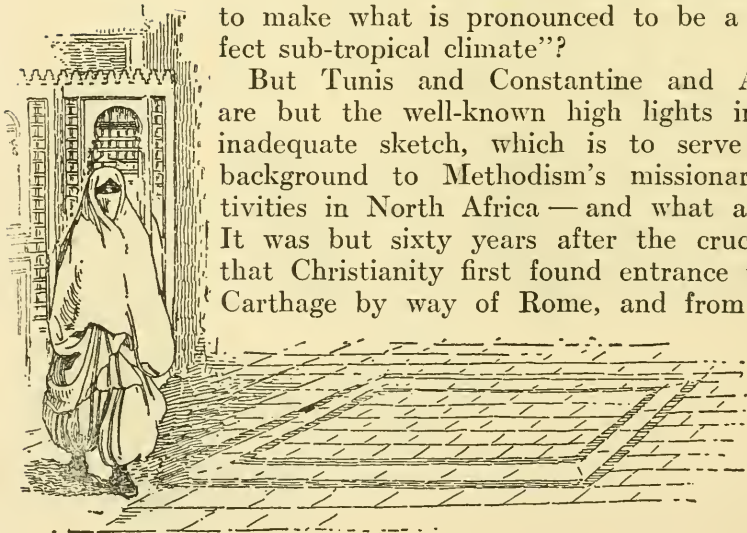 to make what is pronounced to be a
fect sub-tropical climate”?
But Tunis and Constantine and
are but the well-known high lights
inadequate sketch, which is to serve
background to Methodism's missionar
tivities in North Africa — and what a
It was but sixty years after the cruc
that Christianity first found entrance
Carthage by way of Rome, and from